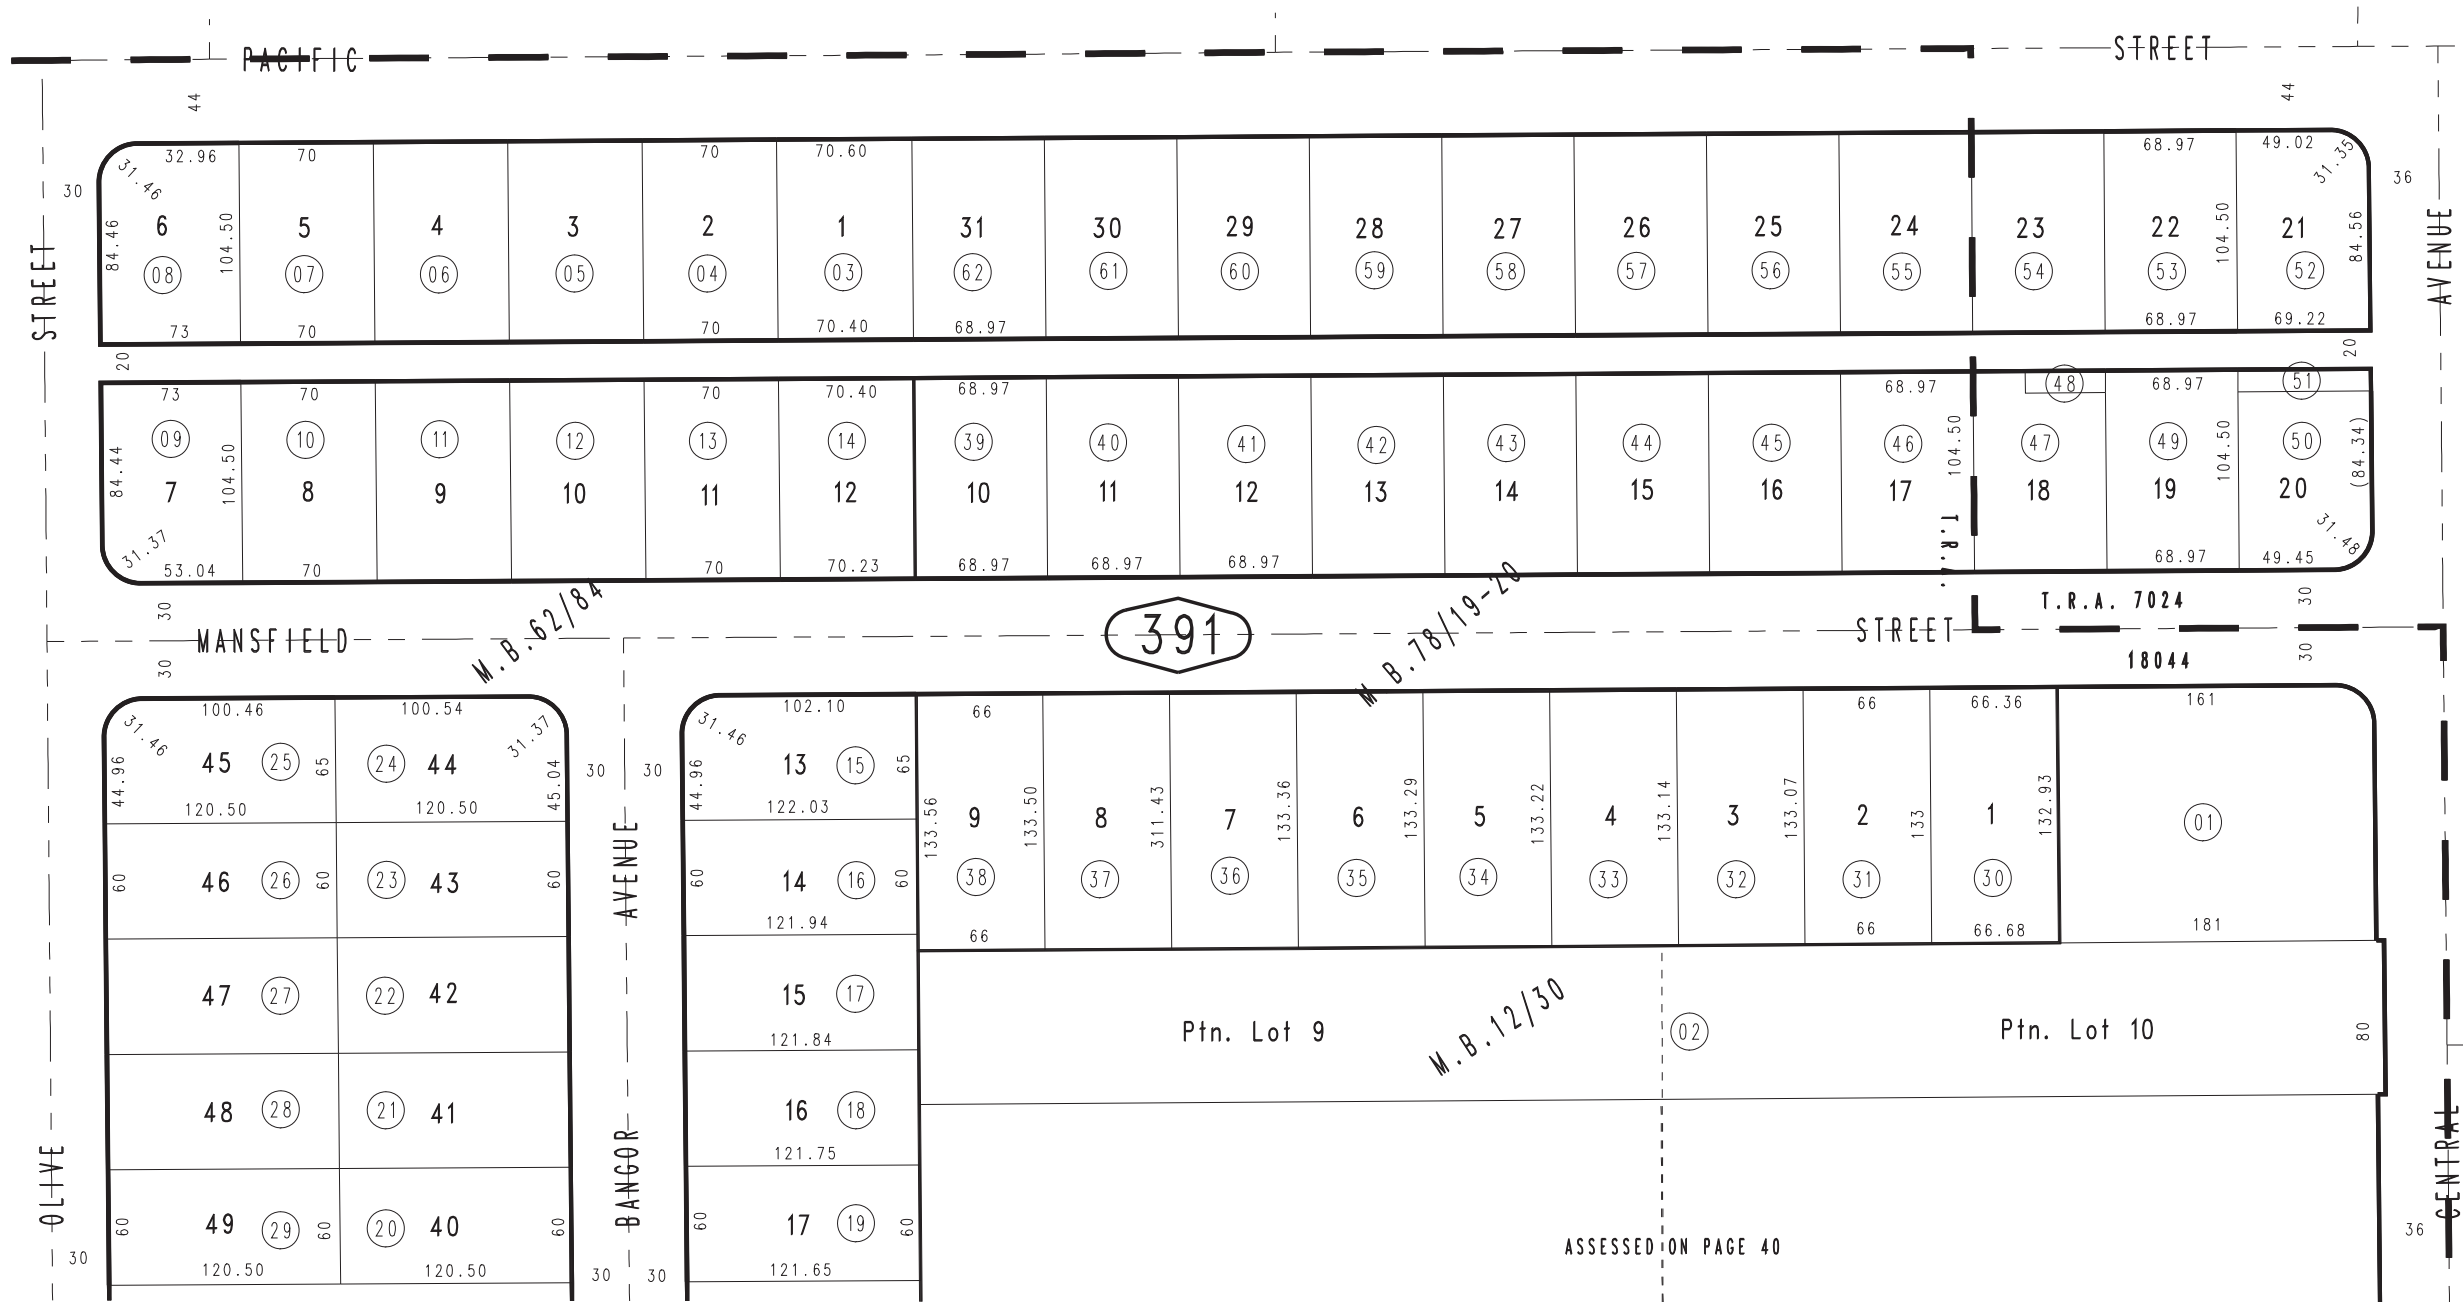 PACIFIC STREET
44 44
32.96 70 70 70.60 68.97 49.02
31.46 31.35
30 36
6 5 4 3 2 1 31 30 29 28 27 26 25 24 23 22 21
84.46 104.50 104.50 84.56
08 07 06 05 04 03 62 61 60 59 58 57 56 55 54 53 52
73 70 70 70.40 68.97 68.97 69.22
STREET
AVENUE
20 20
73 70 70 70.40 68.97 68.97 48 68.97 51
09 10 11 12 13 14 39 40 41 42 43 44 45 46 47 49 50
84.44 104.50 104.50 104.50 (84.34)
7 8 9 10 11 12 10 11 12 13 14 15 16 17 18 19 20
31.37 31.48
53.04 70 70 70.23 68.97 68.97 68.97 68.97 49.45
T.R.A.
30 M.B.62/84 M.B.78/19-20 T.R.A. 7024 30
MANSFIELD 391 STREET
30 18044 30
100.46 100.54 102.10 66 66 66.36 161
31.46 31.37 31.46
45 25 65 24 44 30 30 13 15 65
44.96 45.04 44.96
120.50 120.50 122.03
133.56 133.50 311.43 133.36 133.29 133.22 133.14 133.07 133 132.93
9 8 7 6 5 4 3 2 1 01
38 37 36 35 34 33 32 31 30
60 46 26 60 23 43 60 AVENUE 60 14 16 60
121.94 66 66 66.68 181
47 27 22 42 15 17
121.84
Ptn. Lot 9 M.B.12/30 02 Ptn. Lot 10 80
48 28 21 41 16 18
121.75
OLIVE BANGOR CENTRAL
60 49 29 60 20 40 60 60 17 19 60
30 120.50 120.50 30 30 121.65
ASSESSED ON PAGE 40
36